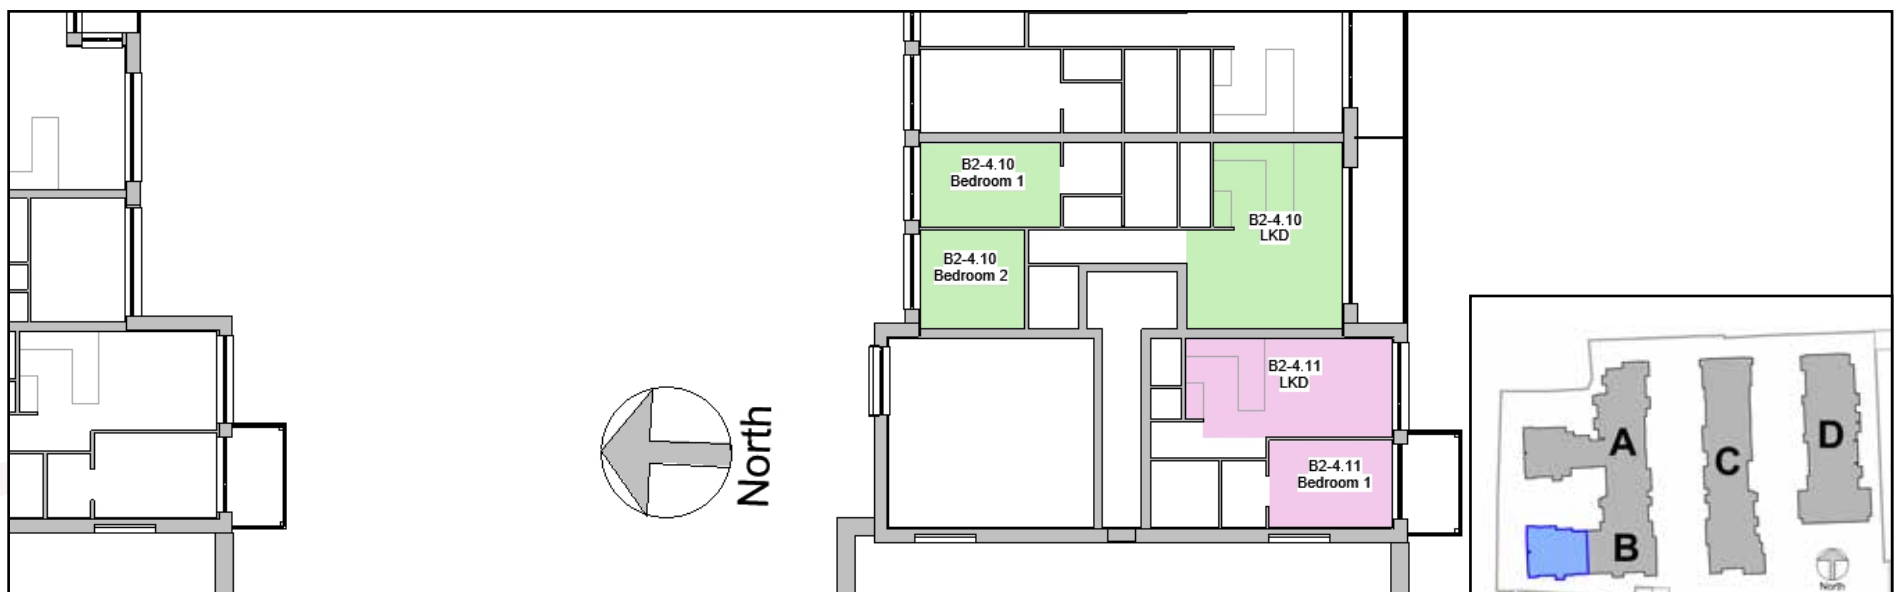 B2-4.10
Bedroom 1
B2-4.10
LKD
B2-4.10
Bedroom 2
B2-4.11
LKD
B2-4.11
Bedroom 1
North
A
B
C
D
North